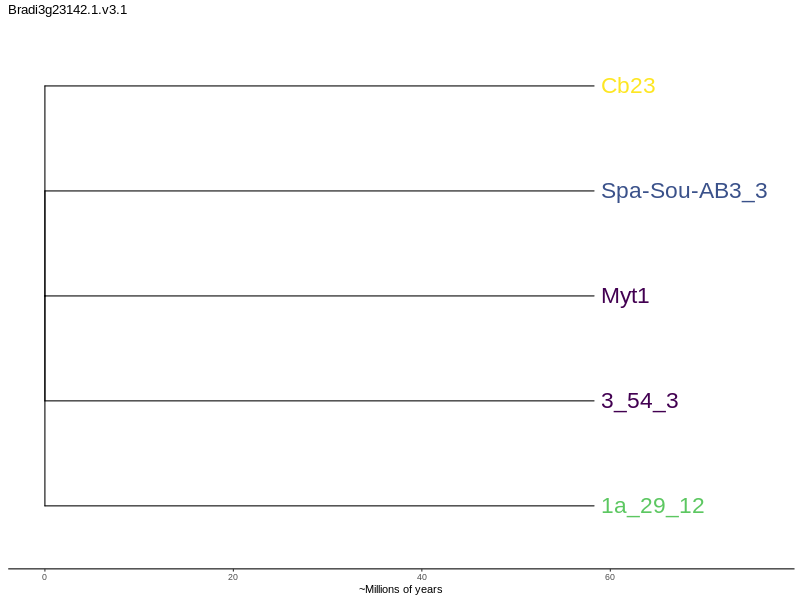 Bradi3g23142.1.v3.1
Cb23
Spa-Sou-AB3_3
Myt1
3_54_3
1a_29_12
0 20 40 60
~Millions of years